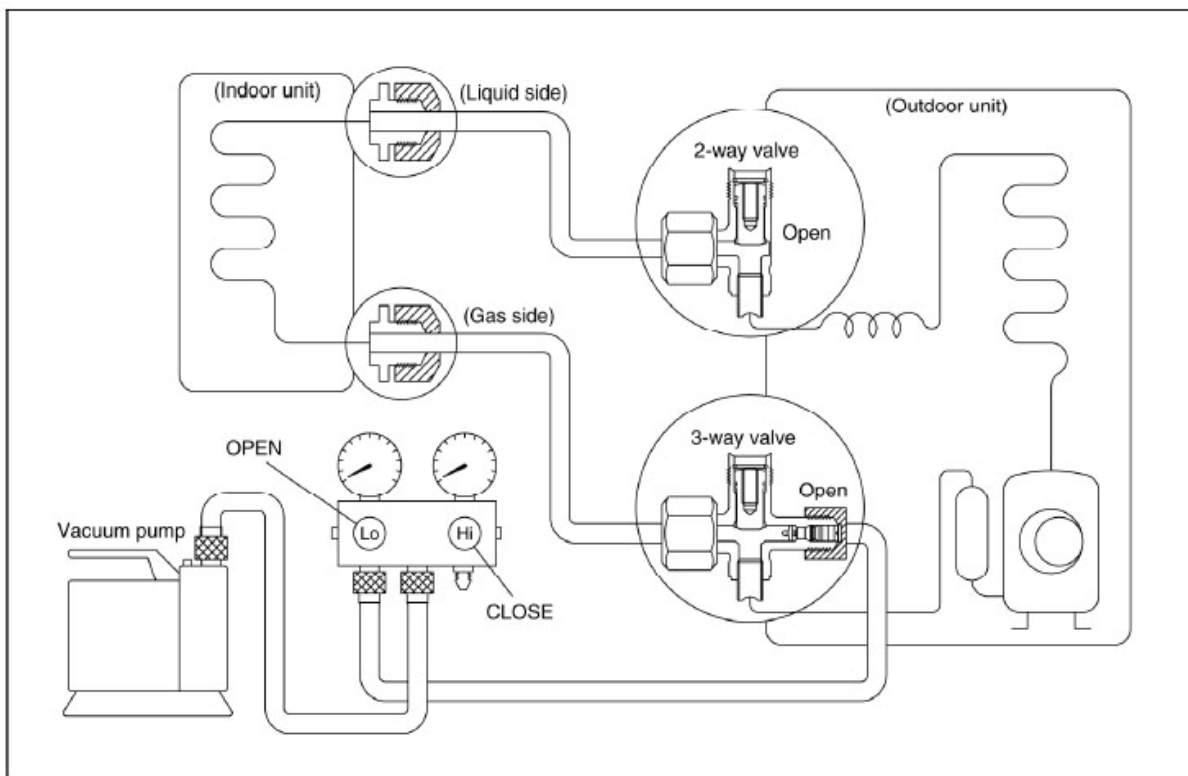 (Indoor unit)
(Liquid side)
(Outdoor unit)
2-way valve
Open
(Gas side)
3-way valve
Open
OPEN
Vacuum pump
Lo
Hi
CLOSE